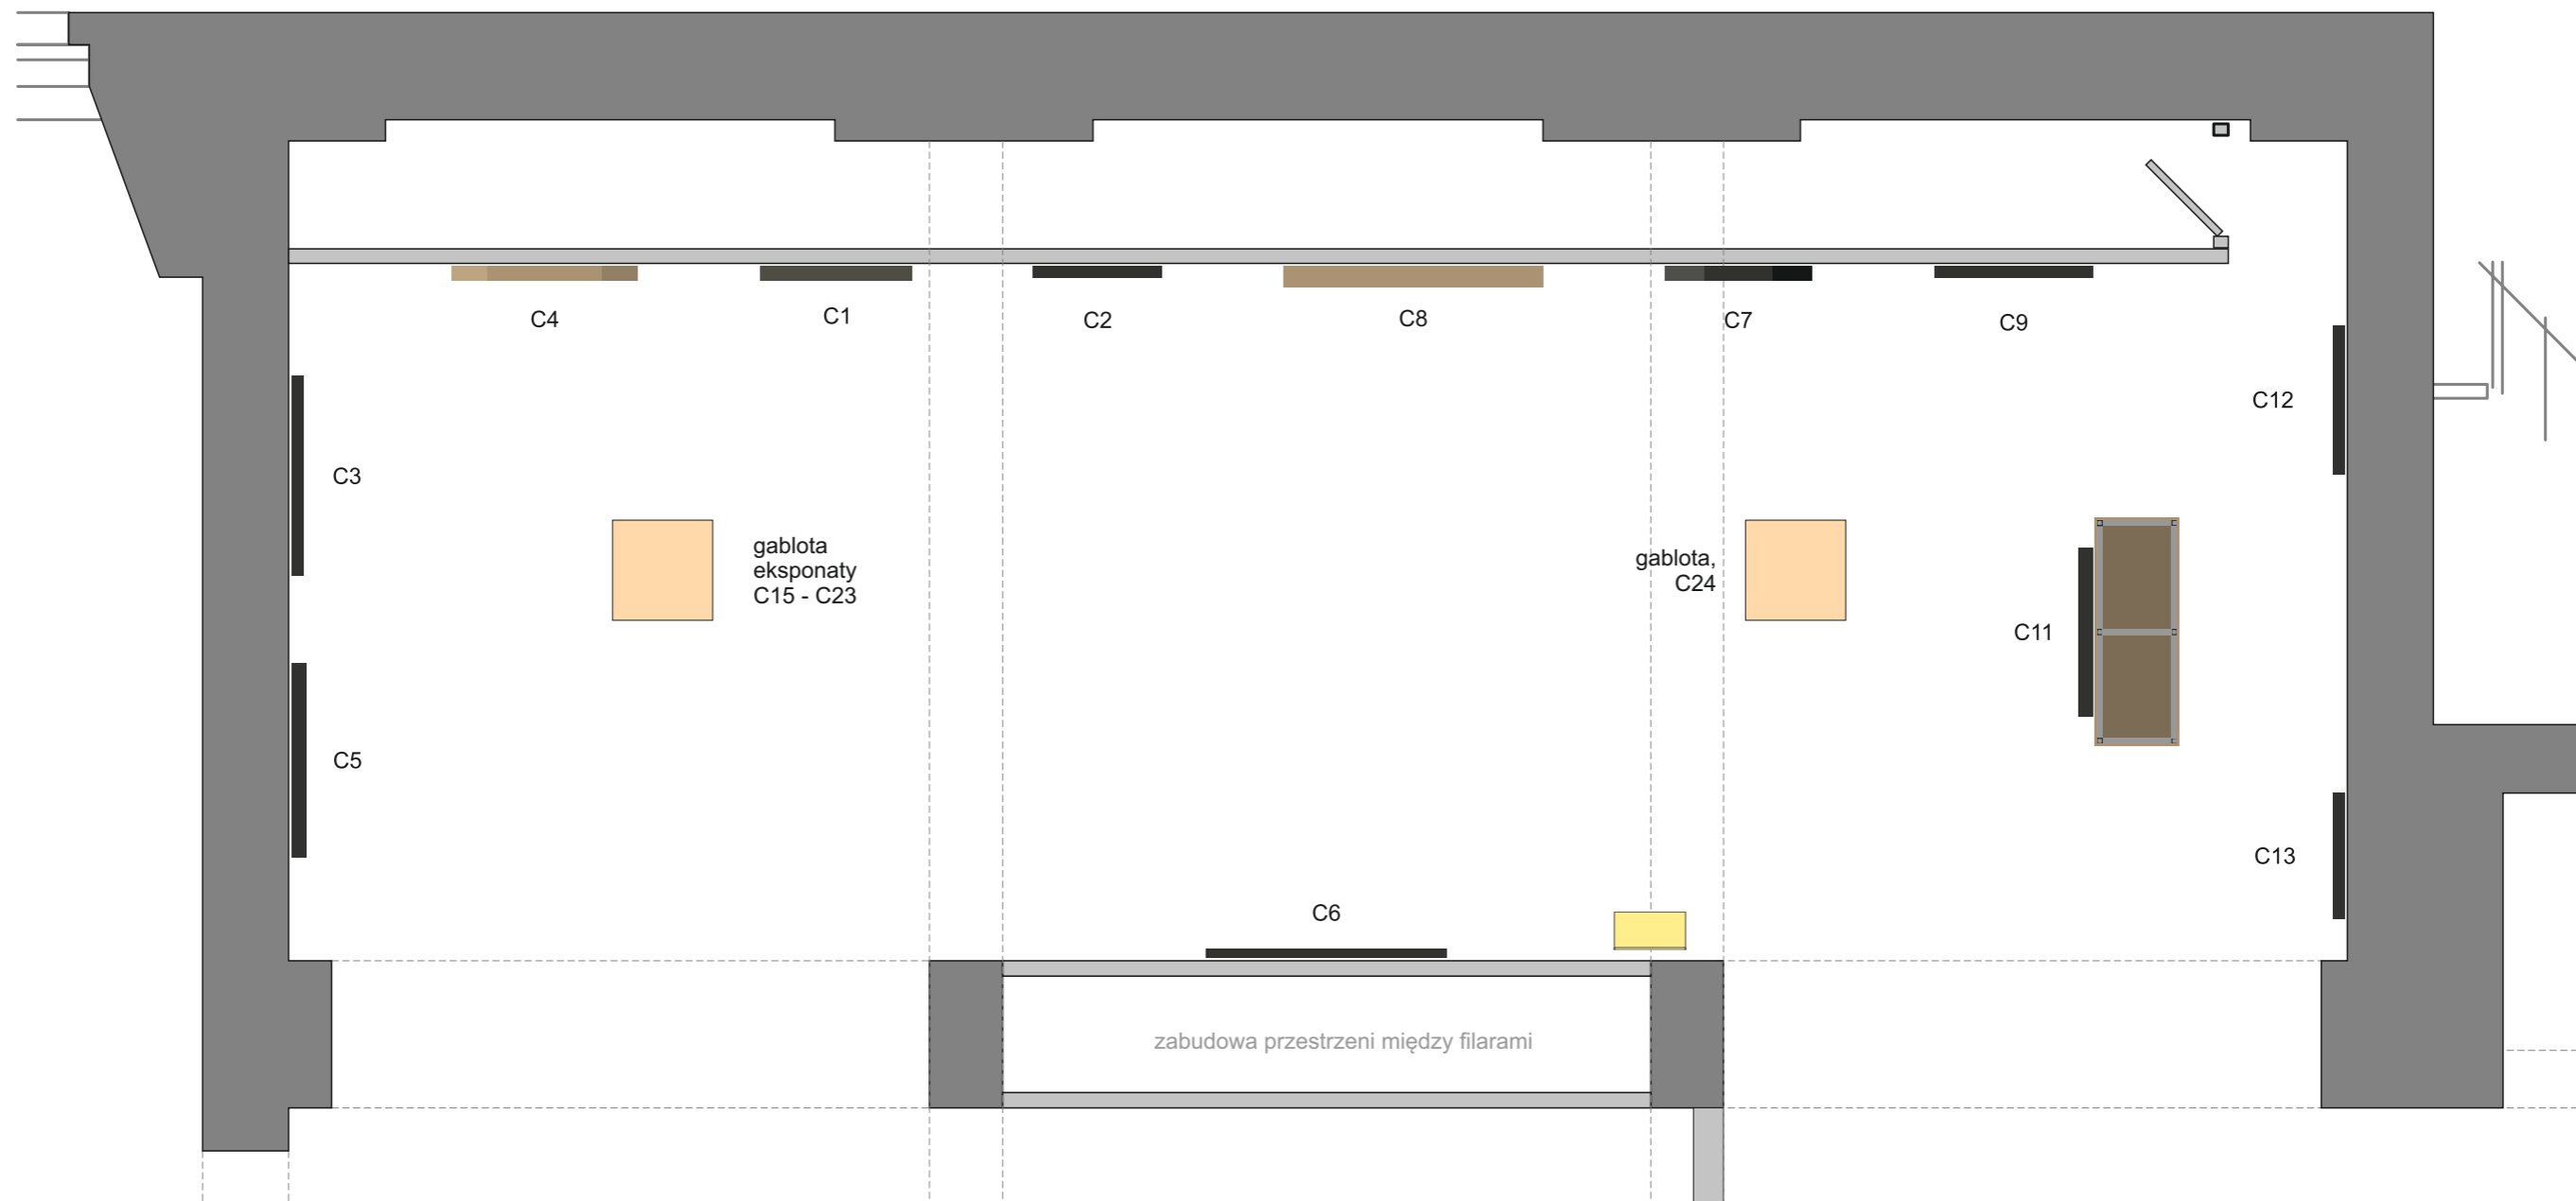 C4
C1
C2
C8
C7
C9
C12
C3
gablota
eksponaty
C15 - C23
gablota,
C24
C11
C5
C13
C6
zabudowa przestrzeni między filarami